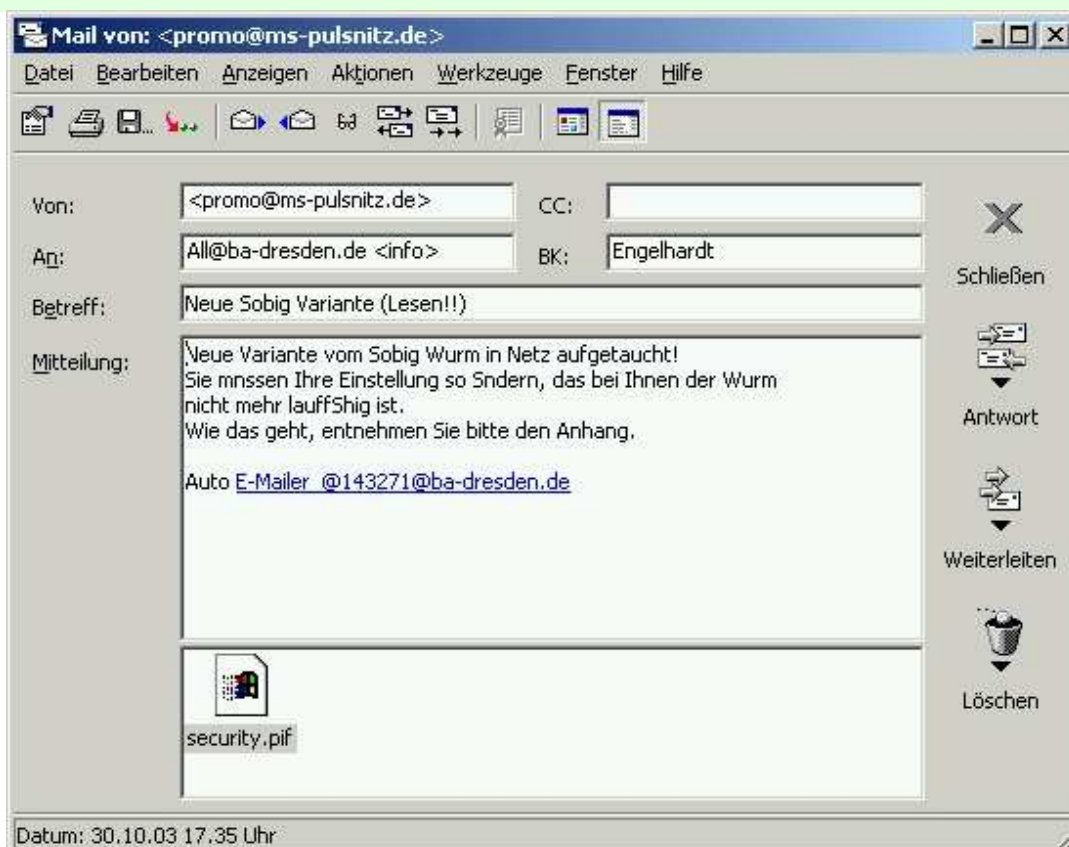 Mail von: <promo@ms-pulsnitz.de>
Datei Bearbeiten Anzeigen Aktionen Werkzeuge Fenster Hilfe
Von: <promo@ms-pulsnitz.de> CC:
An: All@ba-dresden.de <info> BK: Engelhardt
Schließen
Betreff: Neue Sobig Variante (Lesen!!)
Mitteilung: Neue Variante vom Sobig Wurm in Netz aufgetaucht!
Sie mnssen Ihre Einstellung so Sndern, das bei Ihnen der Wurm
nicht mehr lauffShig ist.
Wie das geht, entnehmen Sie bitte den Anhang.
Auto E-Mailer_@143271@ba-dresden.de
Antwort
Weiterleiten
Löschen
security.pif
Datum: 30.10.03 17.35 Uhr